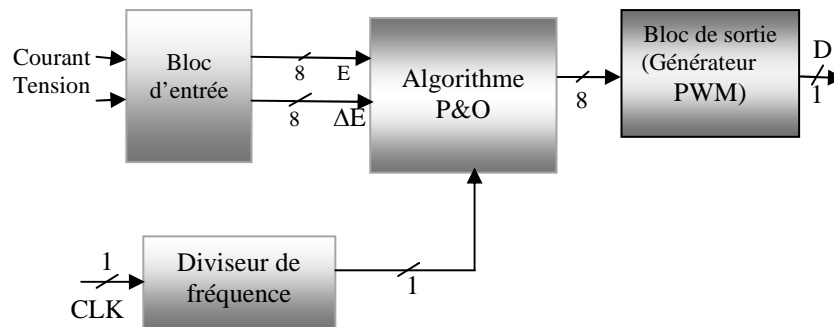 Courant
Tension
Bloc
d'entrée
8
E
8
ΔE
Algorithme
P&O
8
Bloc de sortie
(Générateur
PWM)
D
1
1
CLK
Diviseur de
fréquence
1